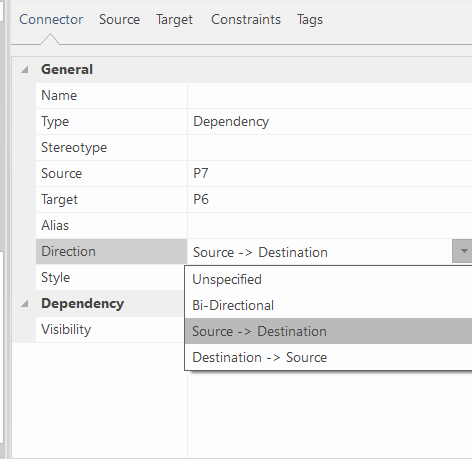 Connector Source Target Constraints Tags
General
Name
Type Dependency
Stereotype
Source P7
Target P6
Alias
Direction Source -> Destination
Style Unspecified
Dependency Bi-Directional
Visibility Source -> Destination
Destination -> Source